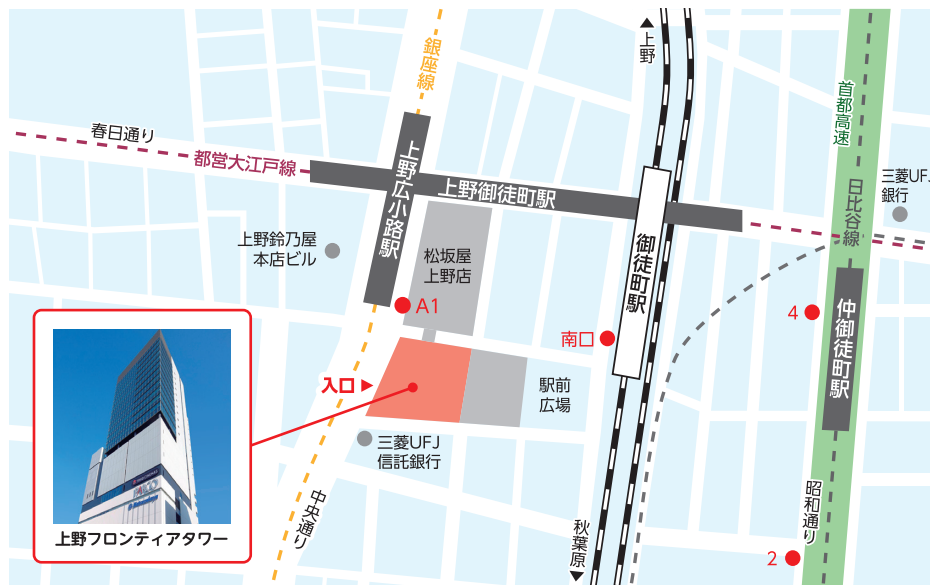 上野
銀座線
首都高速
春日通り
都営大江戸線
上野広小路駅
上野御徒町駅
三菱UF
銀行
日比谷線
上野鈴乃屋
本店ビル
松坂屋
上野店
御徒町駅
A1
4
仲御徒町駅
南口
入口
駅前
広場
三菱UFJ
信託銀行
PARCO
上野フロンティアタワー
中央通り
昭和通り
秋葉原
2